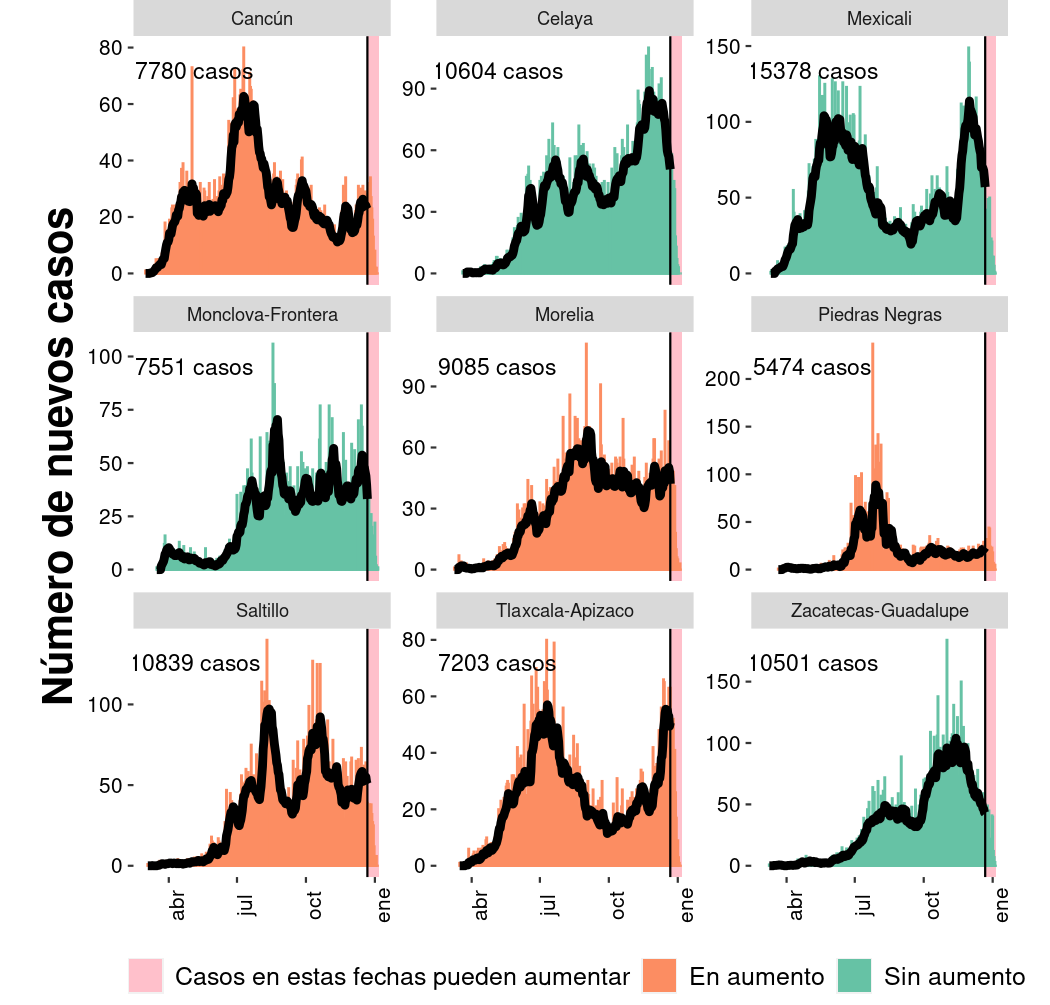 Número de nuevos casos
Cancún
80
60
40
20
0
7780 casos
Celaya
90
60
30
0
10604 casos
Mexicali
150
100
50
0
15378 casos
Monclova-Frontera
100
75
50
25
0
7551 casos
Morelia
90
60
30
0
9085 casos
Piedras Negras
200
150
100
50
0
5474 casos
Saltillo
100
50
0
10839 casos
abr jul oct ene
Tlaxcala-Apizaco
80
60
40
20
0
7203 casos
abr jul oct ene
Zacatecas-Guadalupe
150
100
50
0
10501 casos
abr jul oct ene
Casos en estas fechas pueden aumentar En aumento Sin aumento